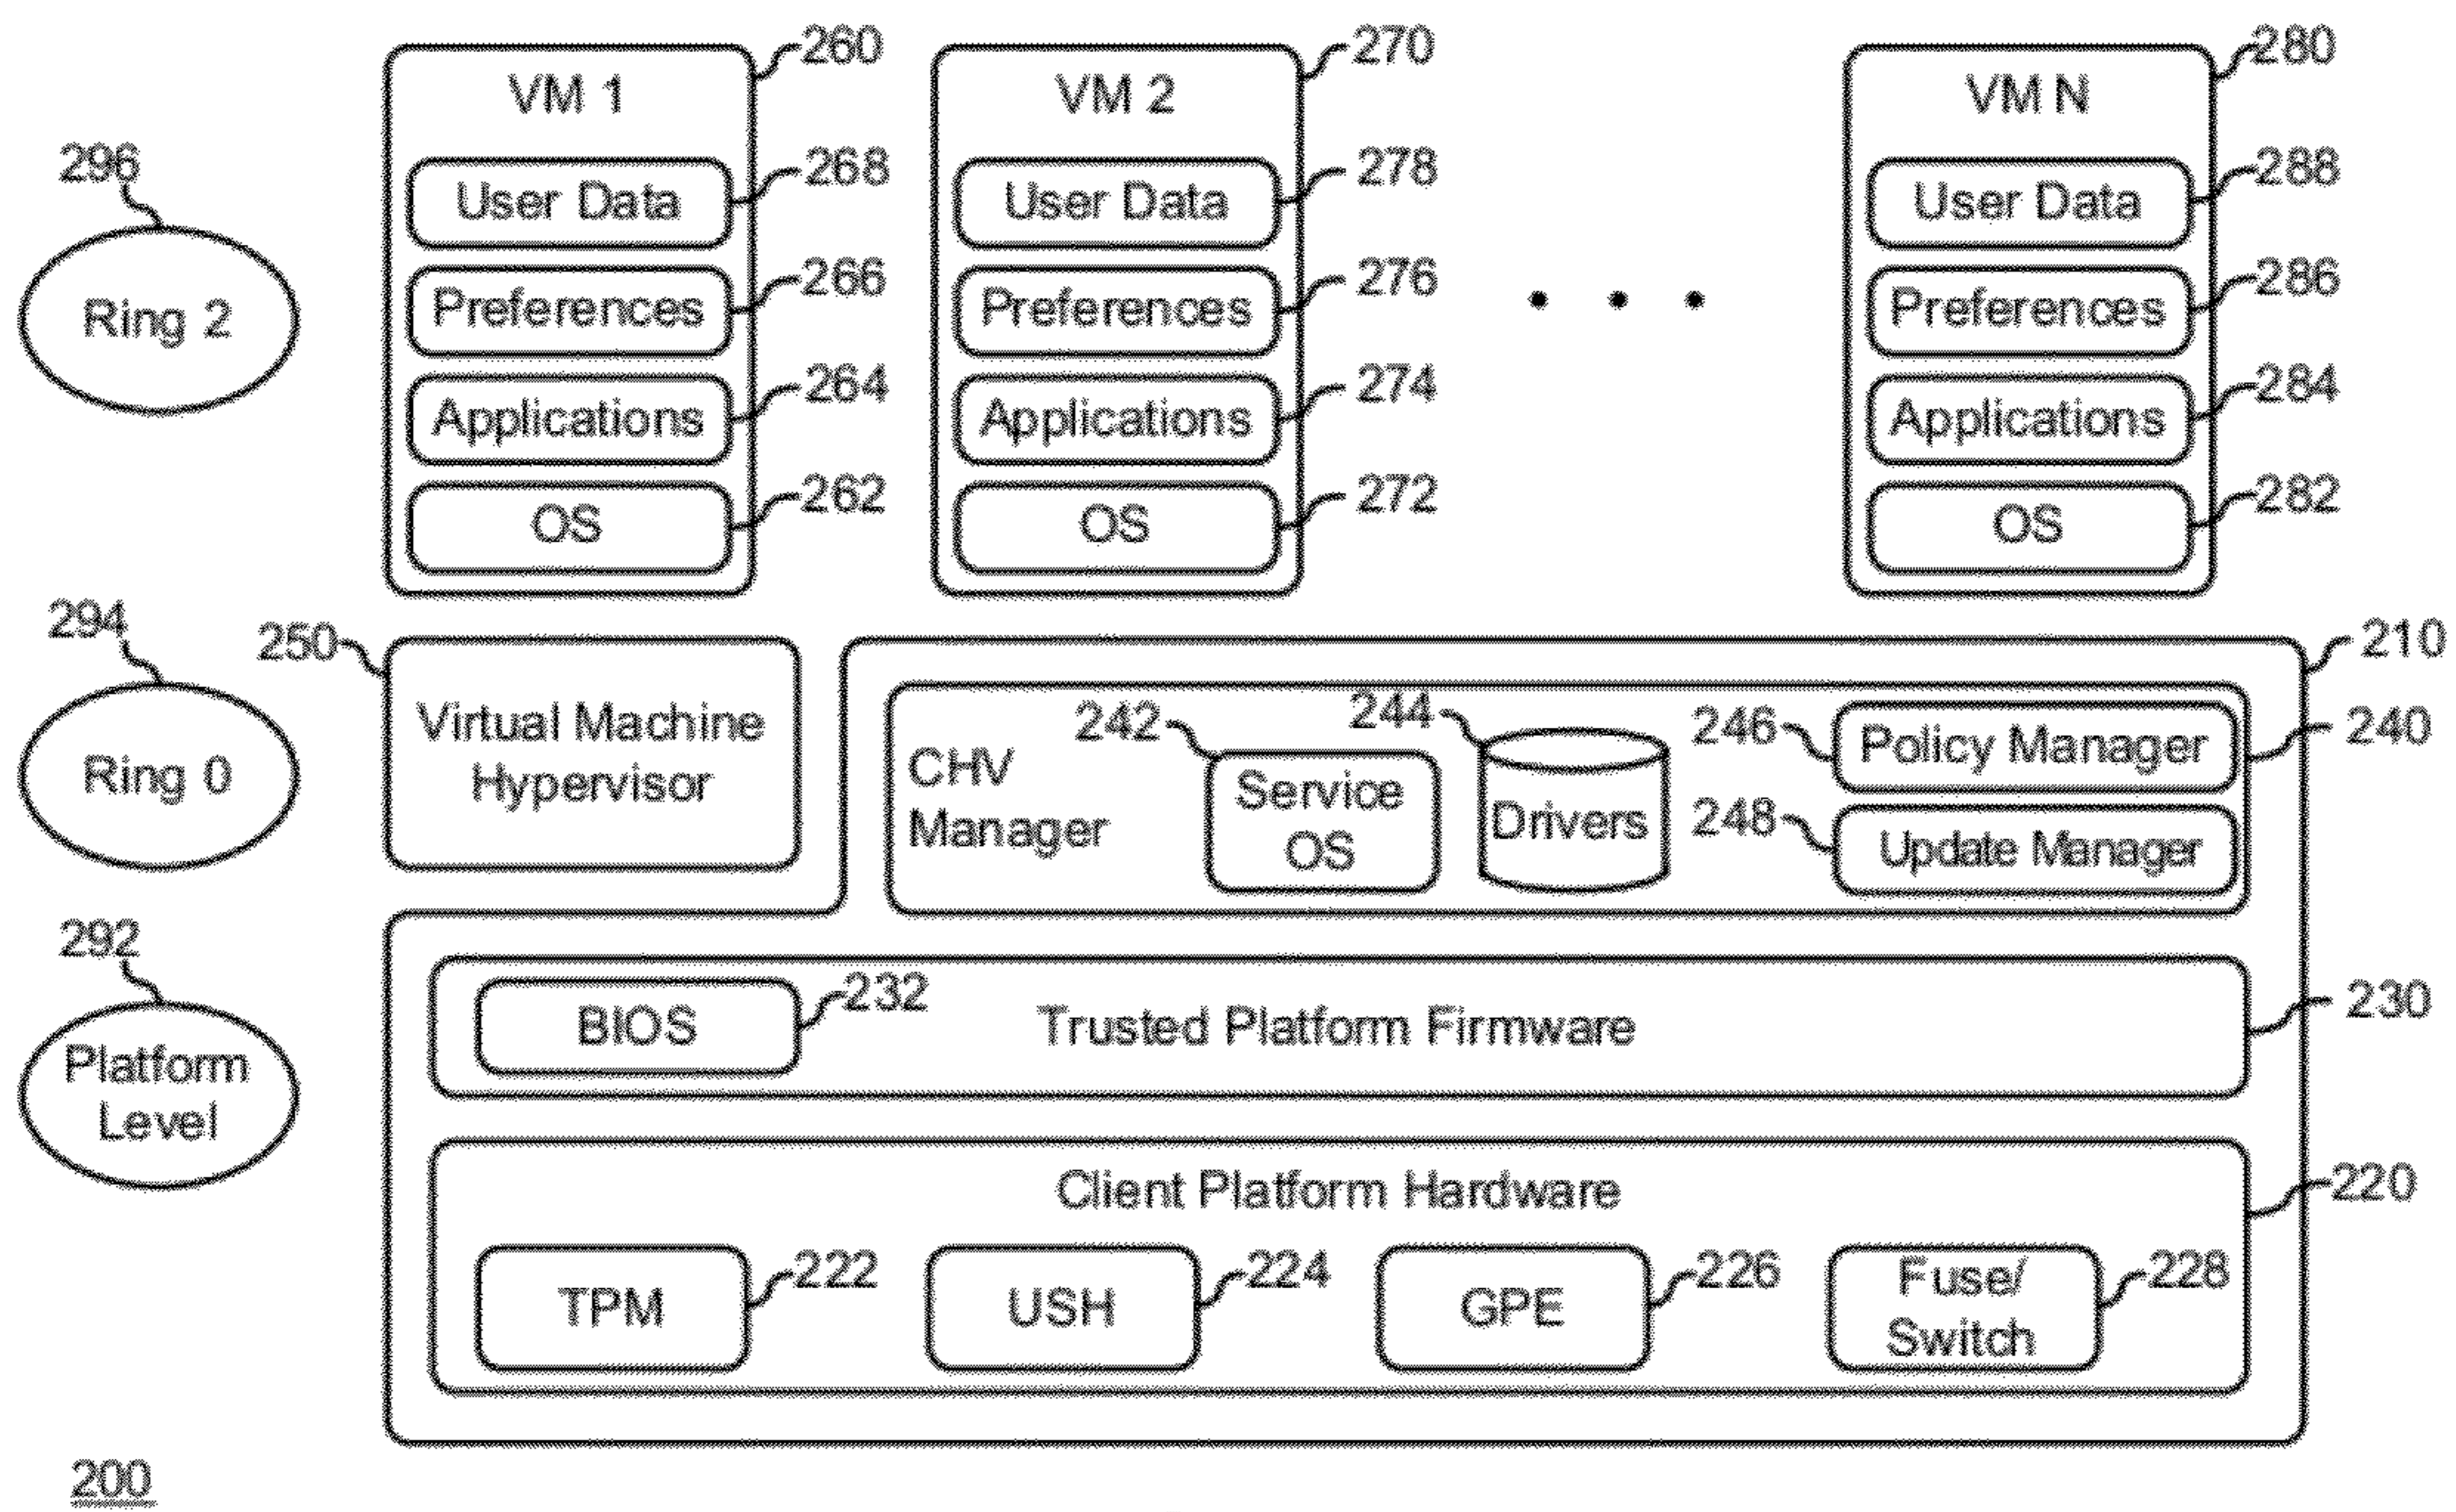 260
270
280
VM 1
VM 2
VM N
296
268
278
288
User Data
User Data
User Data
266
276
286
Ring 2
Preferences
Preferences
Preferences
264
274
284
Applications
Applications
Applications
262
272
282
OS
OS
OS
294
250
210
Ring 0
Virtual Machine
Hypervisor
CHV
Manager
242
Service
OS
244
Drivers
246
Policy Manager
240
248
Update Manager
292
Platform
Level
BIOS
232
Trusted Platform Firmware
230
Client Platform Hardware
220
TPM
222
USH
224
GPE
226
Fuse/
Switch
228
200